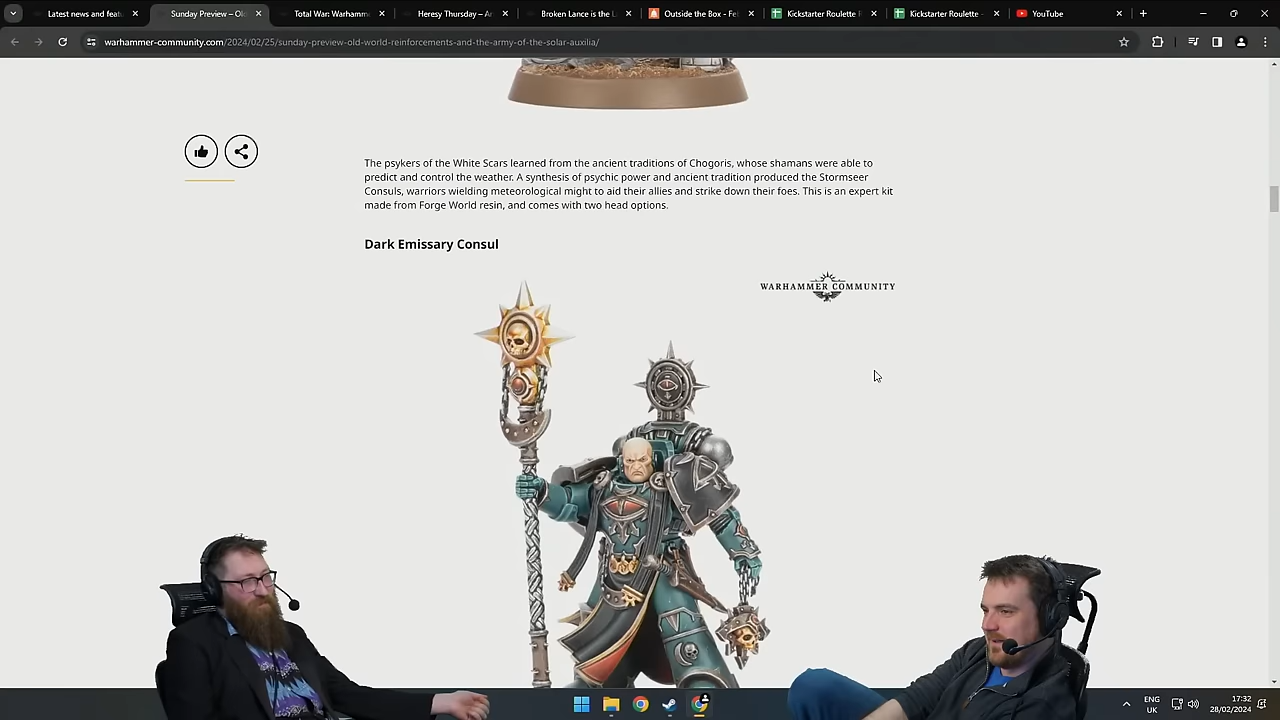 Latest news and feat
Sunday Preview – Ol
Total War: Warhamm
Heresy Thursday – A
Broken Lance is the L
Outside the Box – Fe
Kickstarter Roulette
Kickstarter Roulette -
YouTube
warhammer-community.com/2024/02/25/sunday-preview-old-world-reinforcements-and-the-army-of-the-solar-auxilia/
The psykers of the White Scars learned from the ancient traditions of Chogoris, whose shamans were able to
predict and control the weather. A synthesis of psychic power and ancient tradition produced the Stormseer
Consuls, warriors wielding meteorological might to aid their allies and strike down their foes. This is an expert kit
made from Forge World resin, and comes with two head options.
Dark Emissary Consul
WARHAMMER COMMUNITY
ENG
UK
17:32
28/02/2024